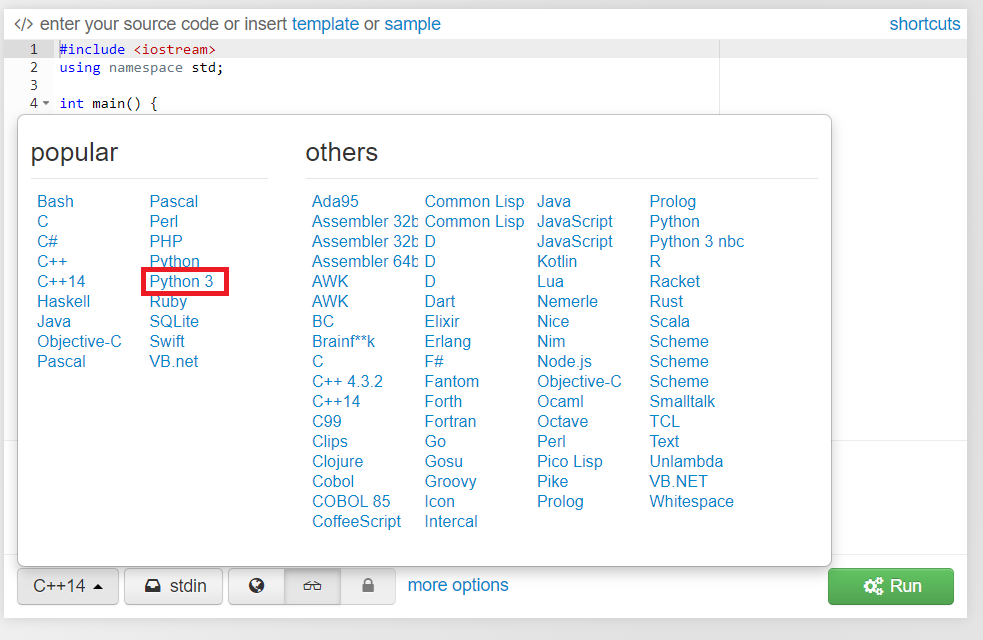 </> enter your source code or insert template or sample shortcuts
1 #include <iostream>
2 using namespace std;
3
4 int main() {
popular
Bash Pascal
C Perl
C# PHP
C++ Python
C++14 Python 3
Haskell Ruby
Java SQLite
Objective-C Swift
Pascal VB.net
others
Ada95 Common Lisp Java Prolog
Assembler 32b Common Lisp JavaScript Python
Assembler 32b D JavaScript Python 3 nbc
Assembler 64b D Kotlin R
AWK D Lua Racket
AWK Dart Nemerle Rust
BC Elixir Nice Scala
Brainf**k Erlang Nim Scheme
C F# Node.js Scheme
C++ 4.3.2 Fantom Objective-C Scheme
C++14 Forth Ocaml Smalltalk
C99 Fortran Octave TCL
Clips Go Perl Text
Clojure Gosu Pico Lisp Unlambda
Cobol Groovy Pike VB.NET
COBOL 85 Icon Prolog Whitespace
CoffeeScript Intercal
C++14 stdin more options Run